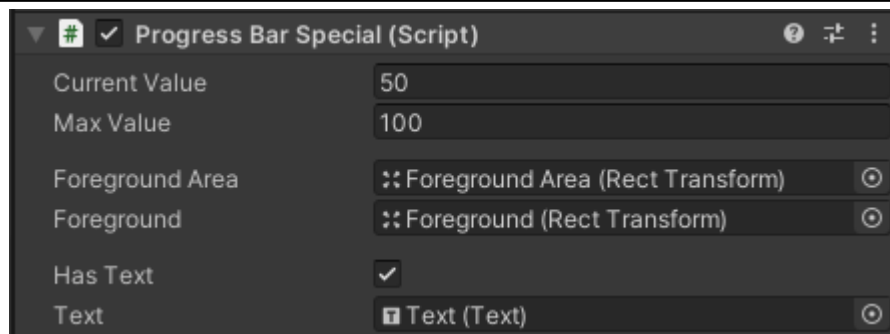 Progress Bar Special (Script)
Current Value 50
Max Value 100
Foreground Area Foreground Area (Rect Transform)
Foreground Foreground (Rect Transform)
Has Text
Text Text (Text)